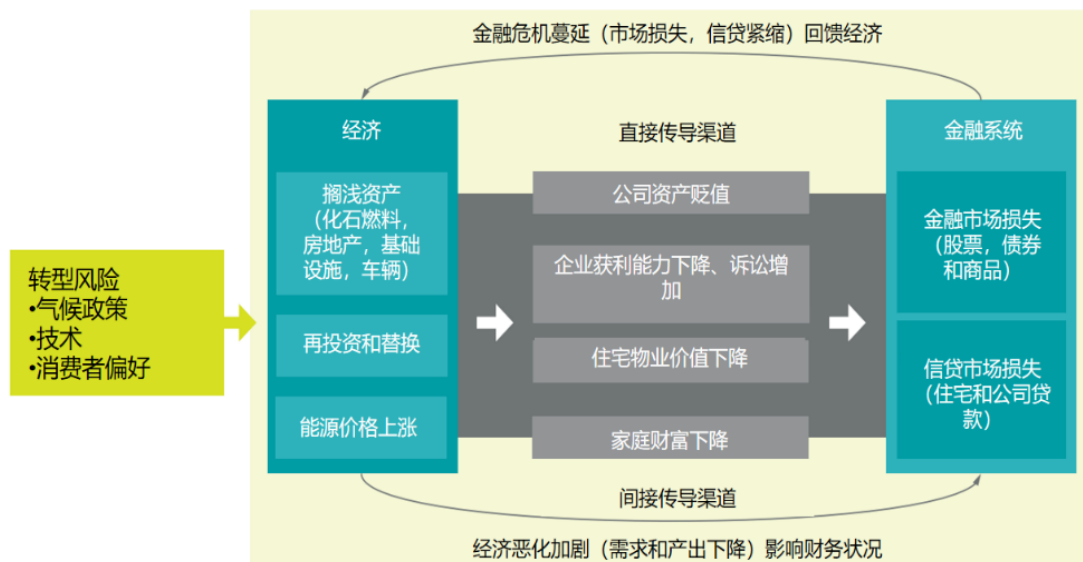 金融危机蔓延（市场损失，信贷紧缩）回馈经济
经济
直接传导渠道
金融系统
搁浅资产
（化石燃料，
房地产，基础
设施，车辆）
再投资和替换
能源价格上涨
公司资产贬值
企业获利能力下降、诉讼增
加
住宅物业价值下降
家庭财富下降
金融市场损失
（股票，债券
和商品）
信贷市场损失
（住宅和公司贷
款）
转型风险
•气候政策
•技术
•消费者偏好
间接传导渠道
经济恶化加剧（需求和产出下降）影响财务状况